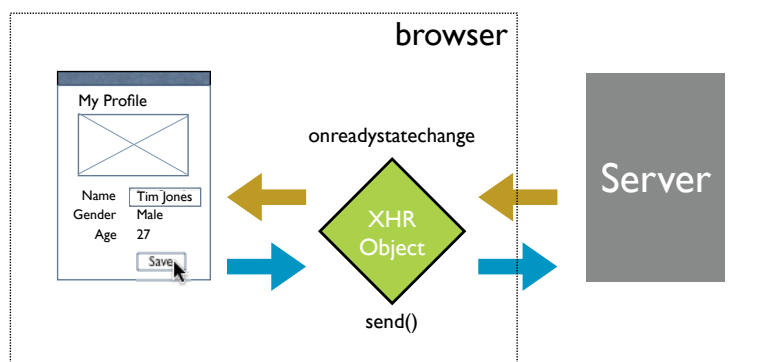 browser
My Profile
Name Tim Jones
Gender Male
Age 27
Save
onreadystatechange
XHR
Object
send()
Server